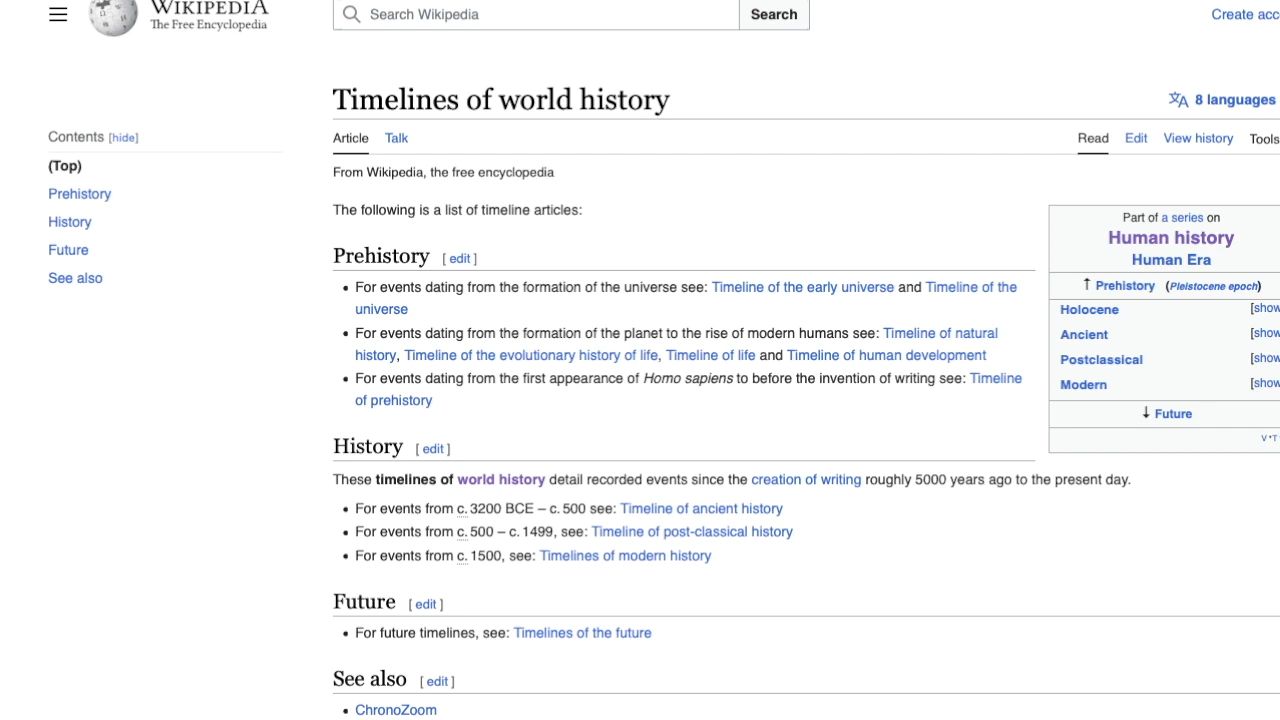 WIKIPEDIA
The Free Encyclopedia
Search Wikipedia
Search
Create acc
Contents [hide]
(Top)
Prehistory
History
Future
See also
Timelines of world history
8 languages
Article Talk
Read Edit View history Tools
From Wikipedia, the free encyclopedia
The following is a list of timeline articles:
Prehistory [ edit ]
• For events dating from the formation of the universe see: Timeline of the early universe and Timeline of the
universe
• For events dating from the formation of the planet to the rise of modern humans see: Timeline of natural
history, Timeline of the evolutionary history of life, Timeline of life and Timeline of human development
• For events dating from the first appearance of Homo sapiens to before the invention of writing see: Timeline
of prehistory
Part of a series on
Human history
Human Era
↑ Prehistory (Pleistocene epoch)
Holocene [show
Ancient [show
Postclassical [show
Modern [show
↓ Future
V • T
History [ edit ]
These timelines of world history detail recorded events since the creation of writing roughly 5000 years ago to the present day.
• For events from c. 3200 BCE – c. 500 see: Timeline of ancient history
• For events from c. 500 – c. 1499, see: Timeline of post-classical history
• For events from c. 1500, see: Timelines of modern history
Future [ edit ]
• For future timelines, see: Timelines of the future
See also [ edit ]
• ChronoZoom